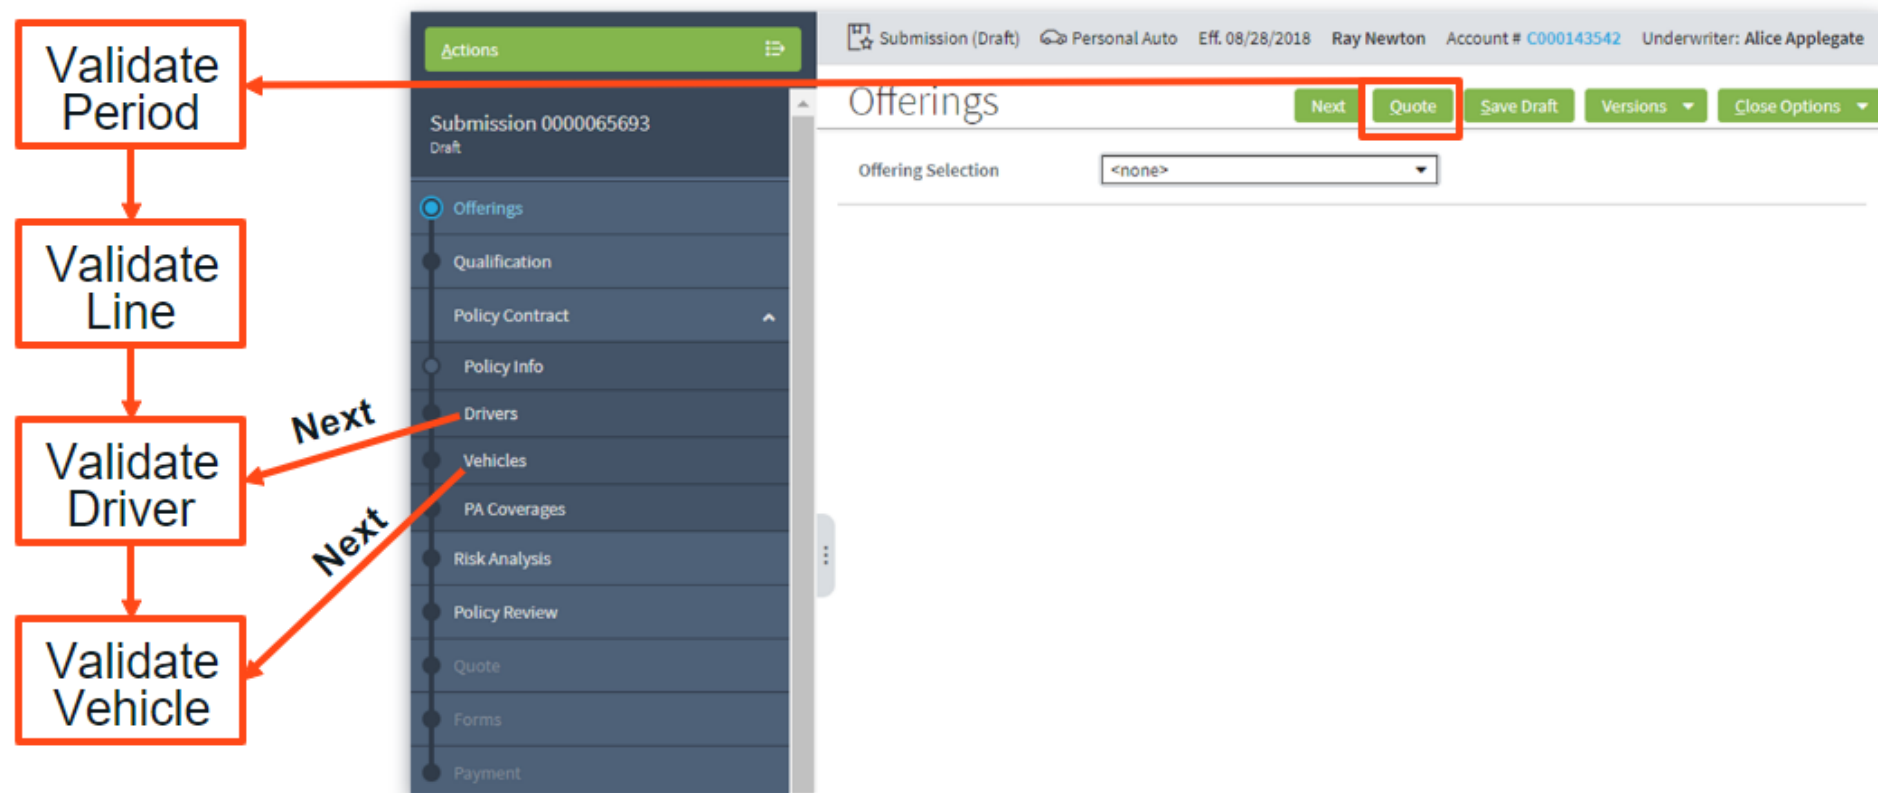 Validate
Period
Validate
Line
Validate
Driver
Validate
Vehicle
Next
Next
Actions
Submission 0000065693
Draft
Offerings
Qualification
Policy Contract
Policy Info
Drivers
Vehicles
PA Coverages
Risk Analysis
Policy Review
Quote
Forms
Payment
Submission (Draft) Personal Auto Eff. 08/28/2018 Ray Newton Account # C000143542 Underwriter: Alice Applegate
Offerings
Next Quote Save Draft Versions Close Options
Offering Selection <none>